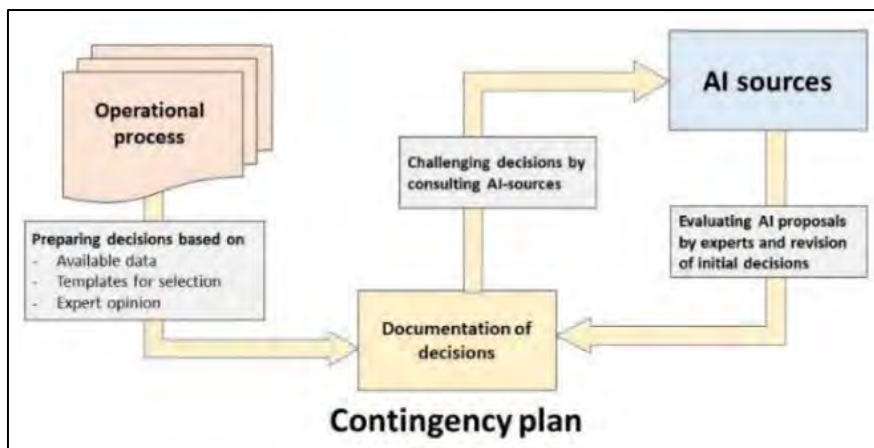 Operational
process
AI sources
Challenging decisions by
consulting AI-sources
Preparing decisions based on
- Available data
- Templates for selection
- Expert opinion
Evaluating AI proposals
by experts and revision
of initial decisions
Documentation of
decisions
Contingency plan